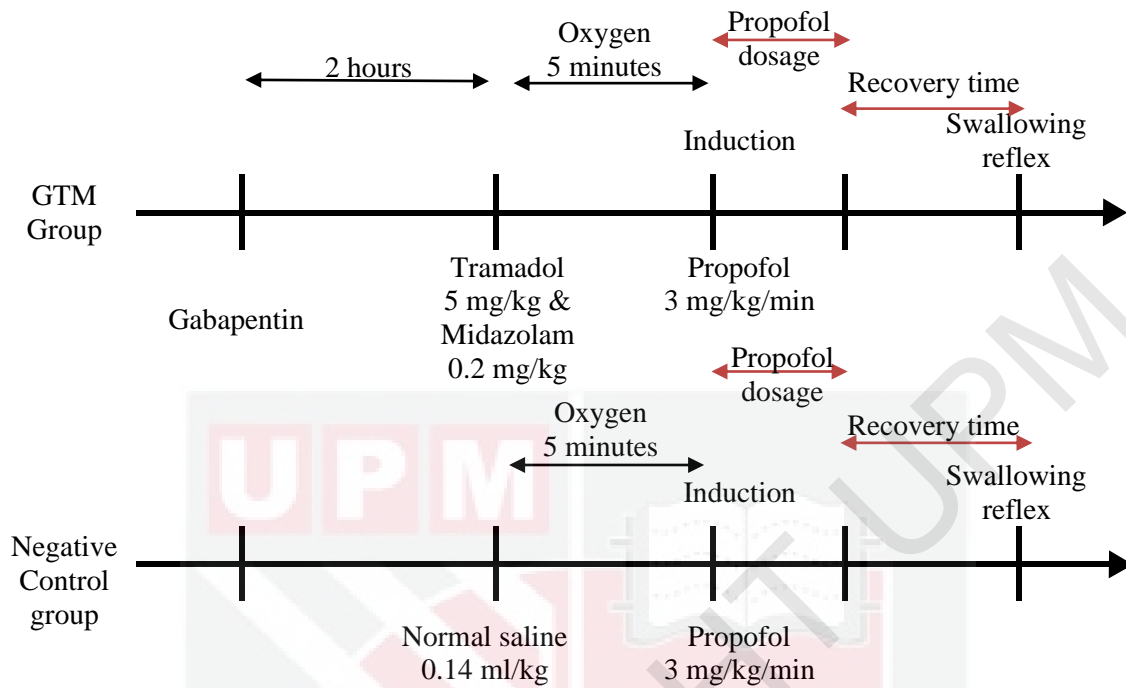 Propofol
dosage
Oxygen
5 minutes
2 hours
Recovery time
Swallowing
reflex
Induction
GTM
Group
Tramadol
5 mg/kg &
Midazolam
0.2 mg/kg
Propofol
3 mg/kg/min
Gabapentin
Propofol
dosage
Oxygen
5 minutes
Recovery time
Swallowing
reflex
Induction
Negative
Control
group
Normal saline
0.14 ml/kg
Propofol
3 mg/kg/min
UPM
HT UPM